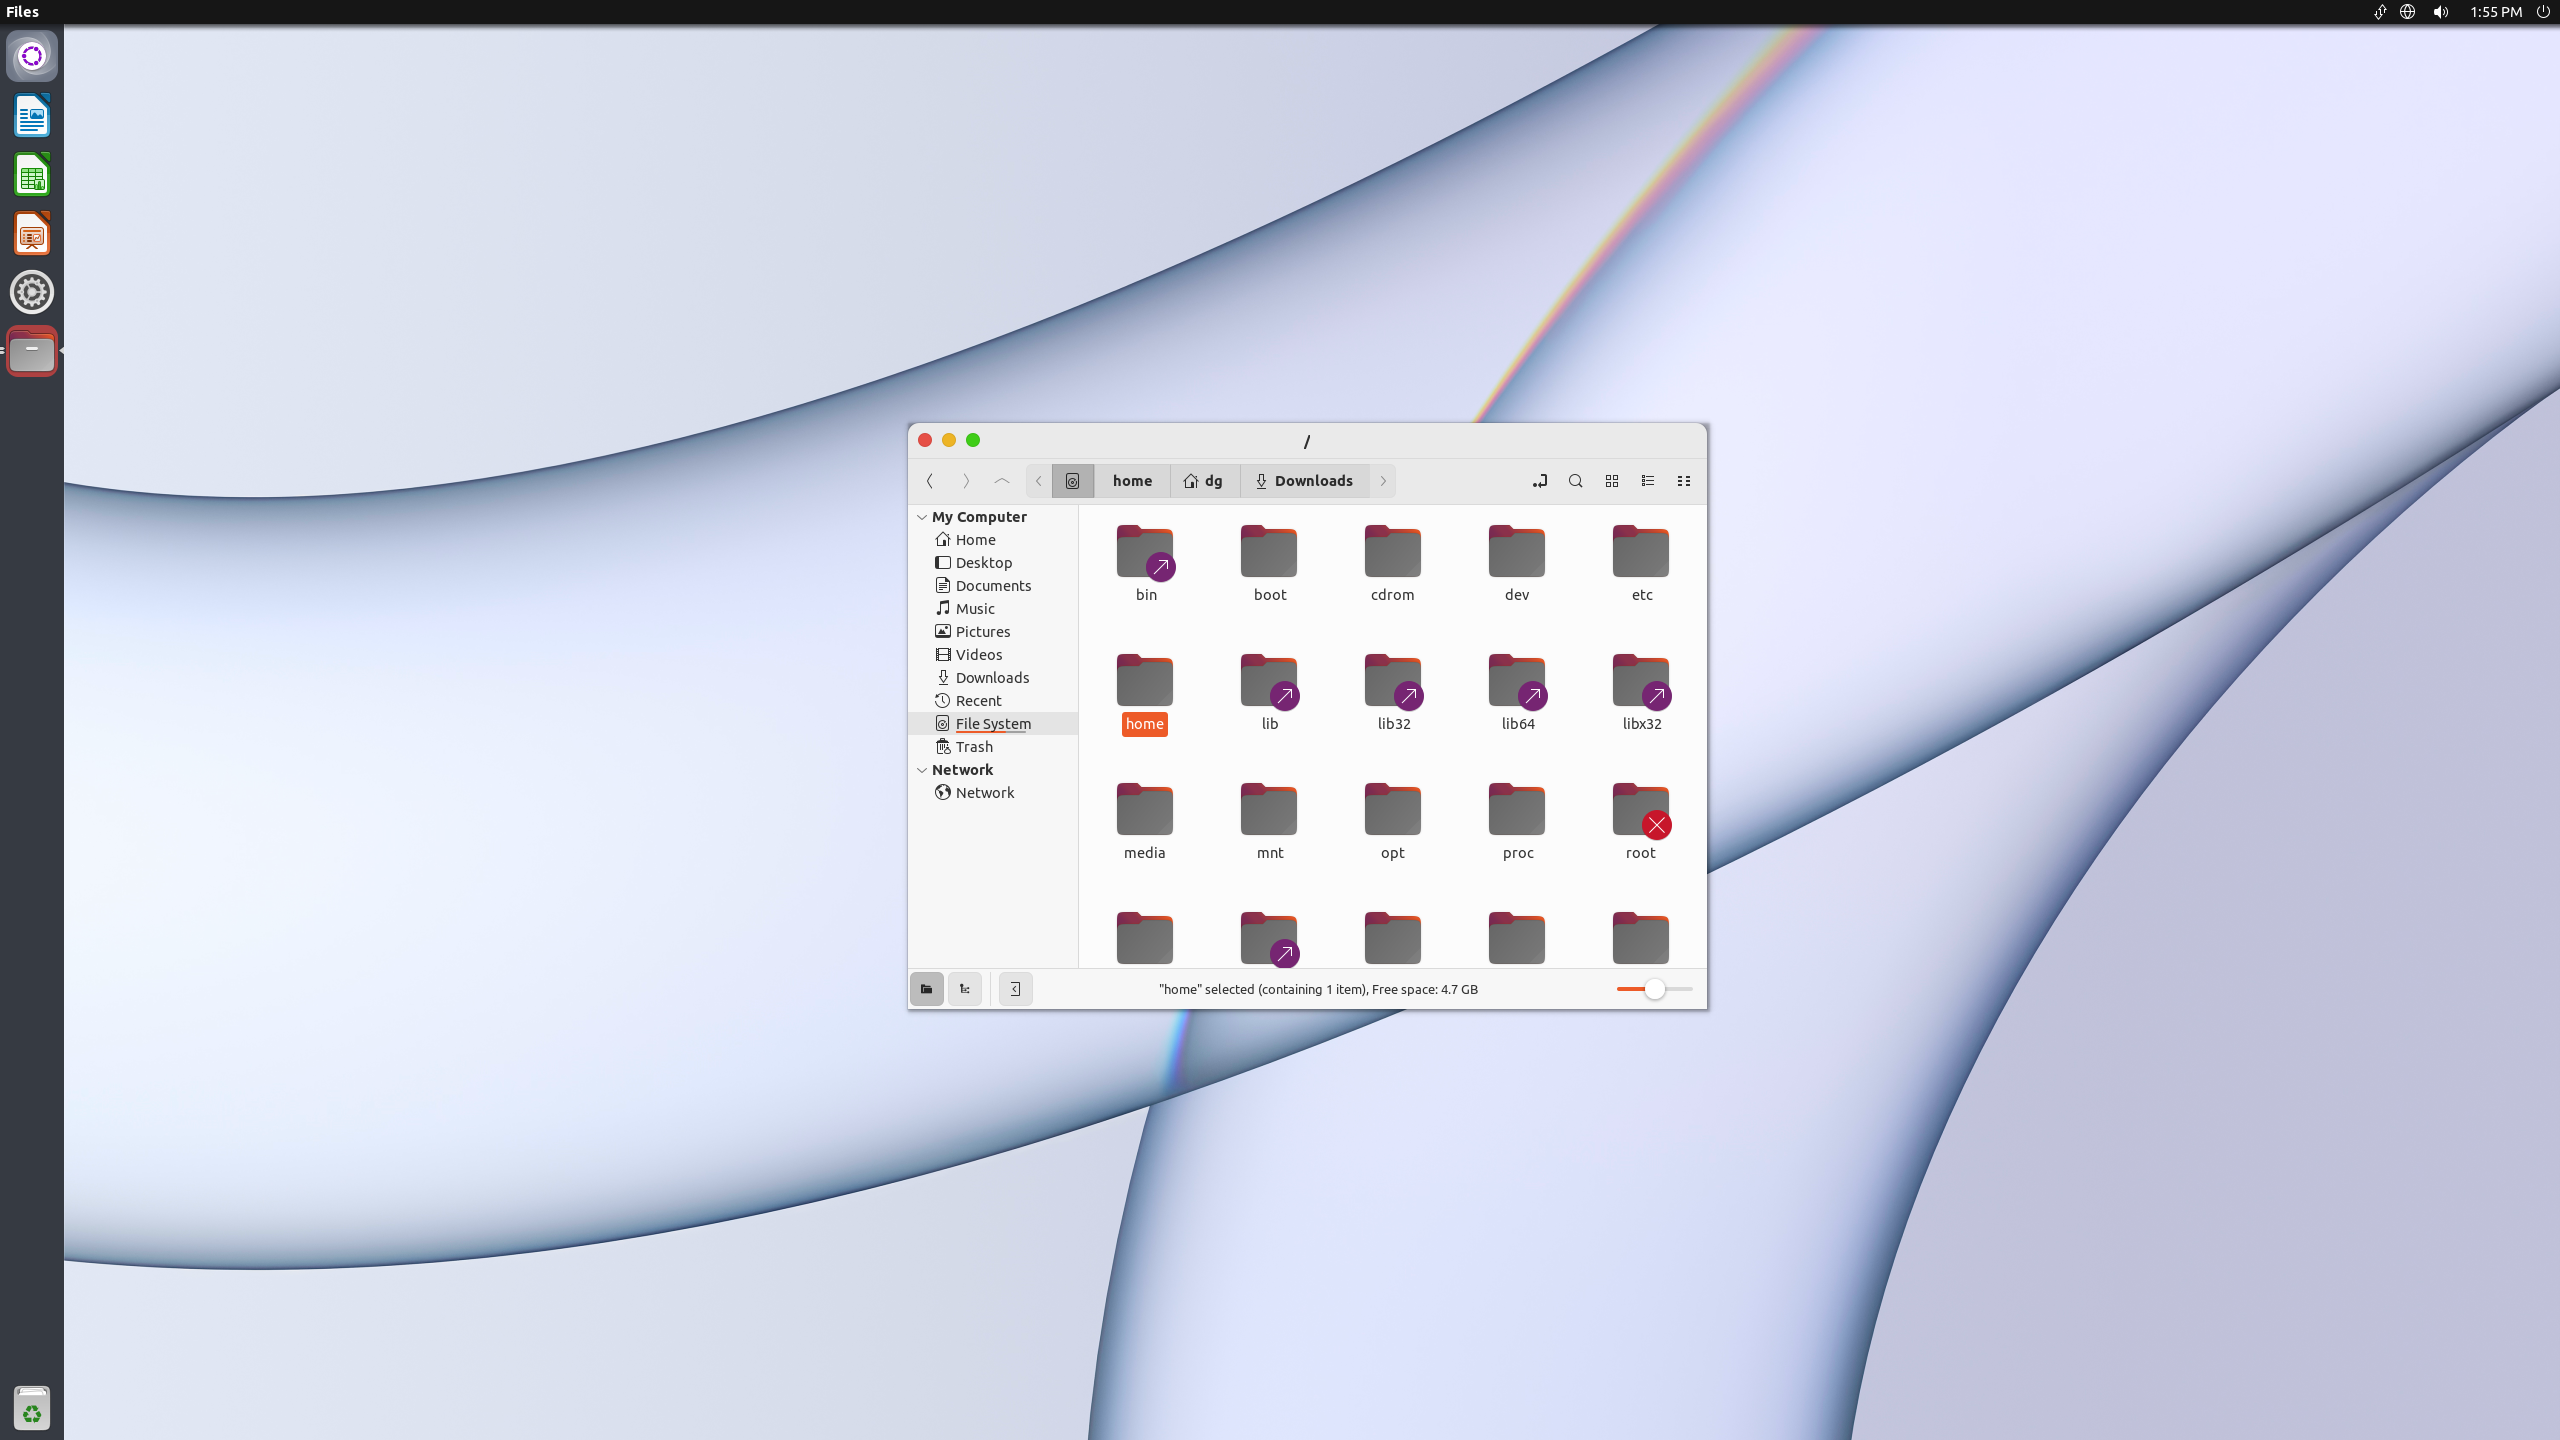 Files
1:55 PM
/
home
dg
Downloads
My Computer
Home
Desktop
Documents
Music
Pictures
Videos
Downloads
Recent
File System
Trash
Network
Network
bin
boot
cdrom
dev
etc
home
lib
lib32
lib64
libx32
media
mnt
opt
proc
root
"home" selected (containing 1 item), Free space: 4.7 GB